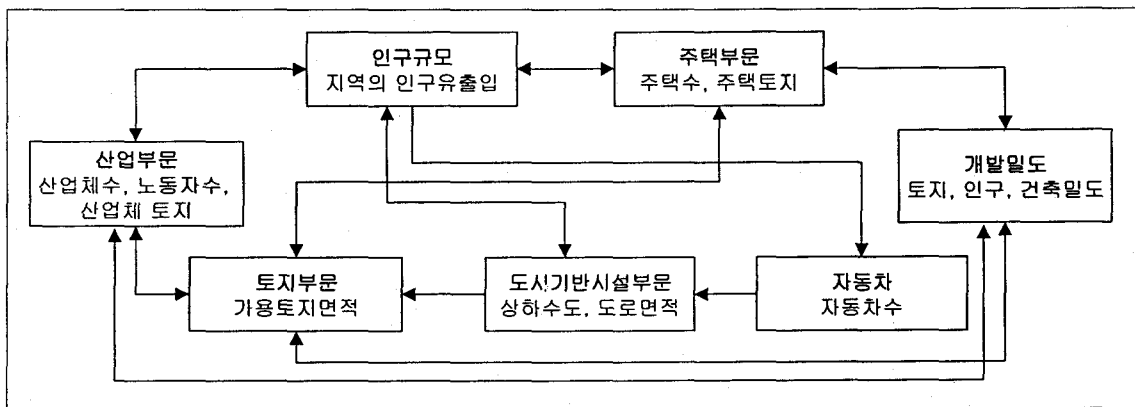 인구규모
지역의 인구유출입
주택부문
주택수, 주택토지
산업부문
산업체수, 노동자수,
산업체 토지
개발밀도
토지, 인구, 건축밀도
토지부문
가용토지면적
도시기반시설부문
상하수도, 도로면적
자동차
자동차수